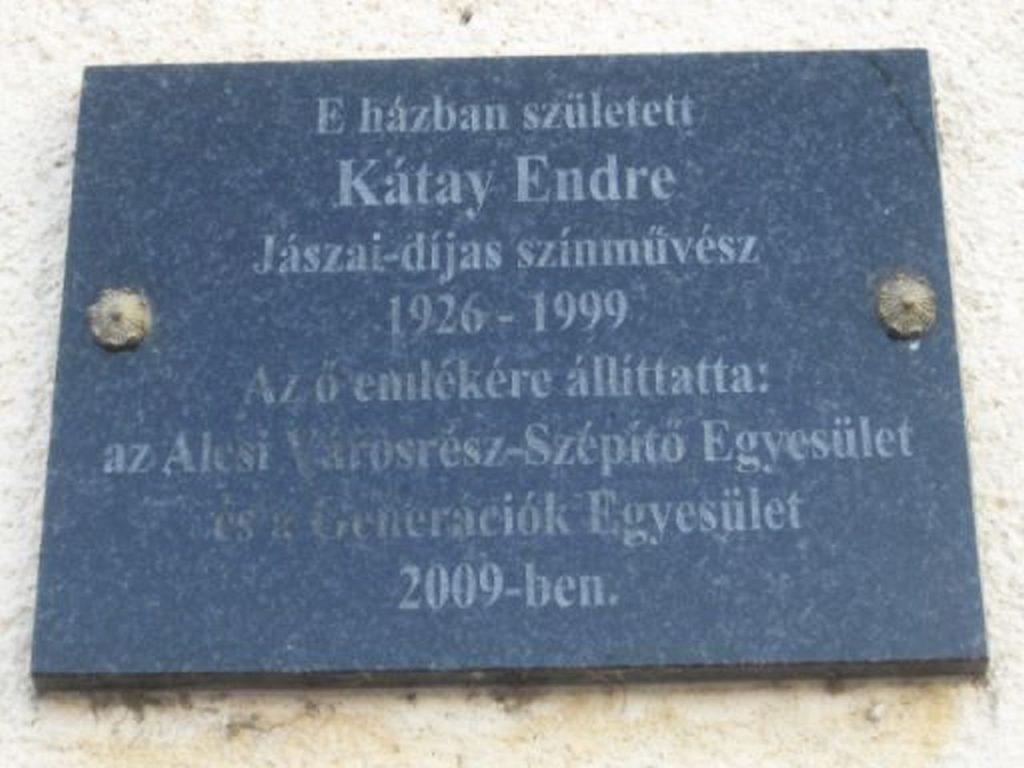 E házban született
Kátay Endre
Jászai-díjas színművész
1926 - 1999
Az ő emlékére állíttatta:
az Alcsi Városrész-Szépítő Egyesület
és a Generációk Egyesület
2009-ben.